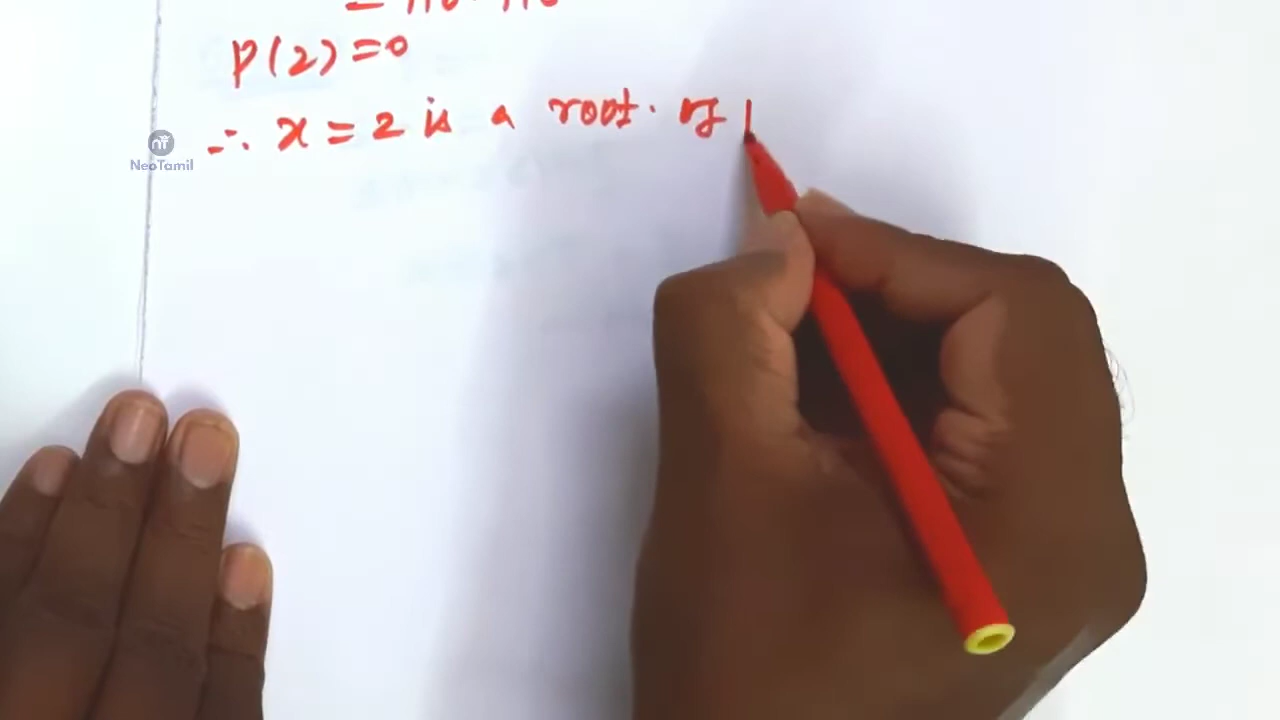 P(2)=0
∴ x = 2 is a root. of
NeoTamil